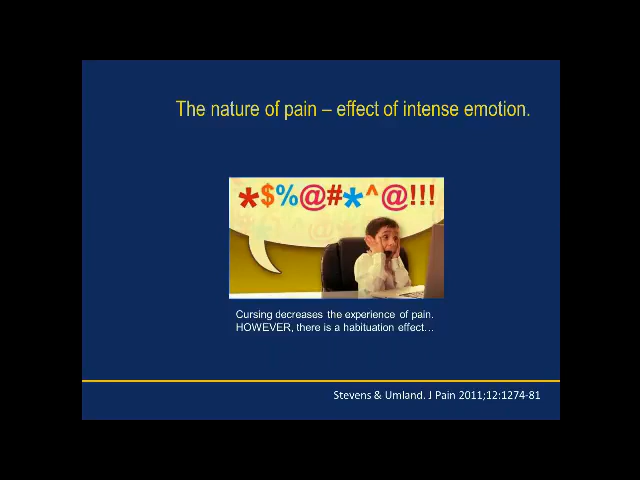 The nature of pain – effect of intense emotion.
*$%@#*^@!!!
Cursing decreases the experience of pain.
HOWEVER, there is a habituation effect…
Stevens & Umland. J Pain 2011;12:1274-81